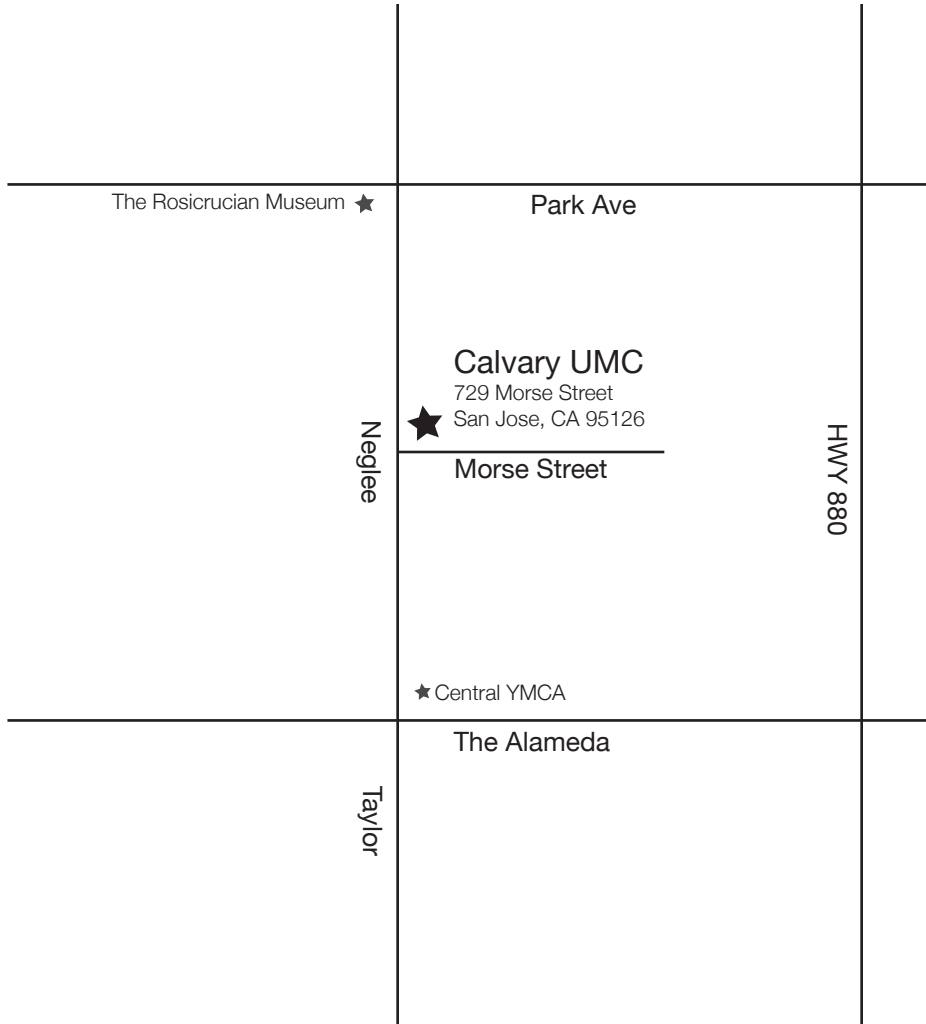 The Rosicrucian Museum
Park Ave
Calvary UMC
729 Morse Street
San Jose, CA 95126
Neglee
Morse Street
HWY 880
Central YMCA
The Alameda
Taylor